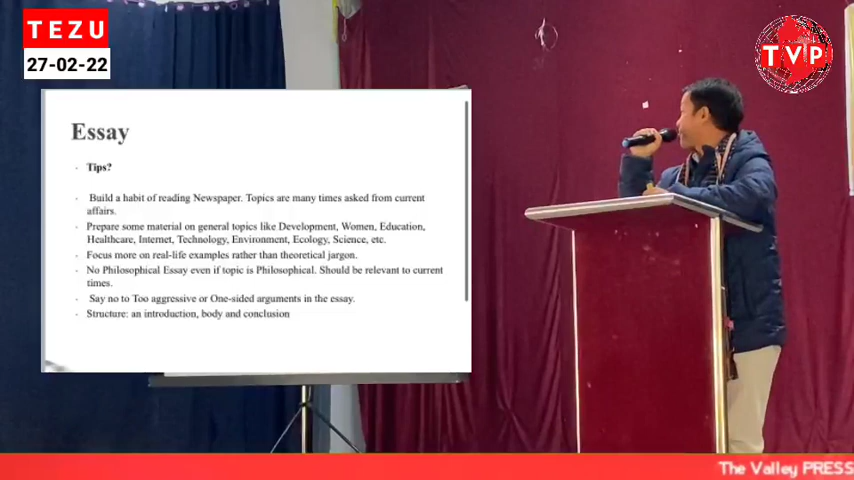 TEZU
27-02-22
TVP
Essay
Tips?
Build a habit of reading Newspaper. Topics are many times asked from current
affairs.
Prepare some material on general topics like Development, Women, Education,
Healthcare, Internet, Technology, Environment, Ecology, Science, etc.
Focus more on real-life examples rather than theoretical jargon.
No Philosophical Essay even if topic is Philosophical. Should be relevant to current
times.
Say no to Too aggressive or One-sided arguments in the essay.
Structure: an introduction, body and conclusion
The Valley PRESS